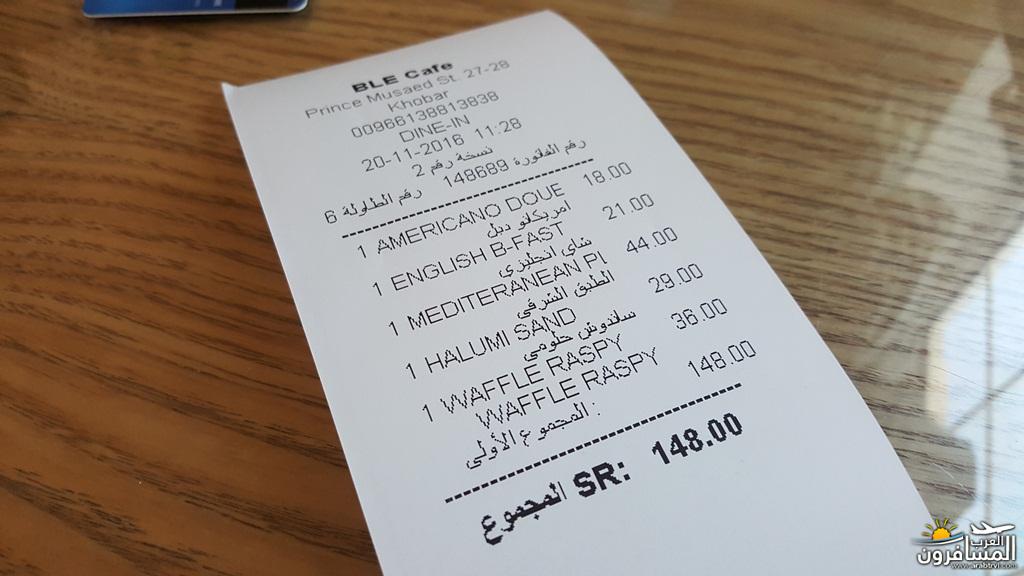 BLE Cafe
Prince Musaed St. 27-28
Khobar
00966138813838
DINE-IN
20-11-2016 11:28
نسخة رقم 2
رقم الفاتورة 148689 رقم الطاولة 6
1 AMERICANO DOUE 18.00
امريكانو دبل
1 ENGLISH B-FAST 21.00
شاي انجليزي
1 MEDITERANEAN PI 44.00
الطبق الشرقي
1 HALUMI SAND 29.00
ساندوش حلومي
1 WAFFLE RASPY 36.00
WAFFLE RASPY
المجموع الأولي : 148.00
المجموع SR: 148.00
العرب
المسافرون
www.arabtrvl.com